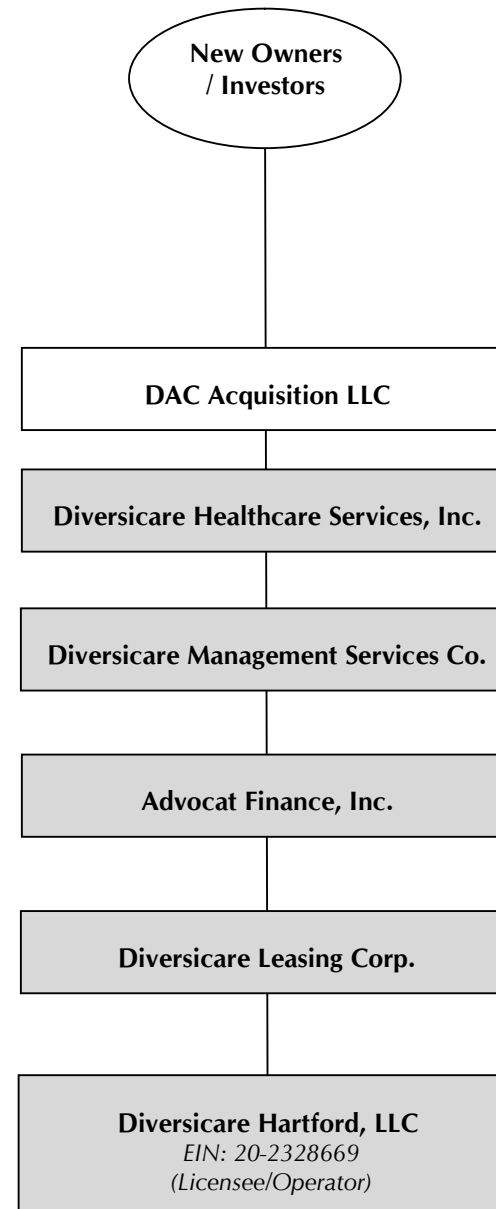 New Owners
/ Investors
DAC Acquisition LLC
Diversicare Healthcare Services, Inc.
Diversicare Management Services Co.
Advocat Finance, Inc.
Diversicare Leasing Corp.
Diversicare Hartford, LLC
EIN: 20-2328669
(Licensee/Operator)